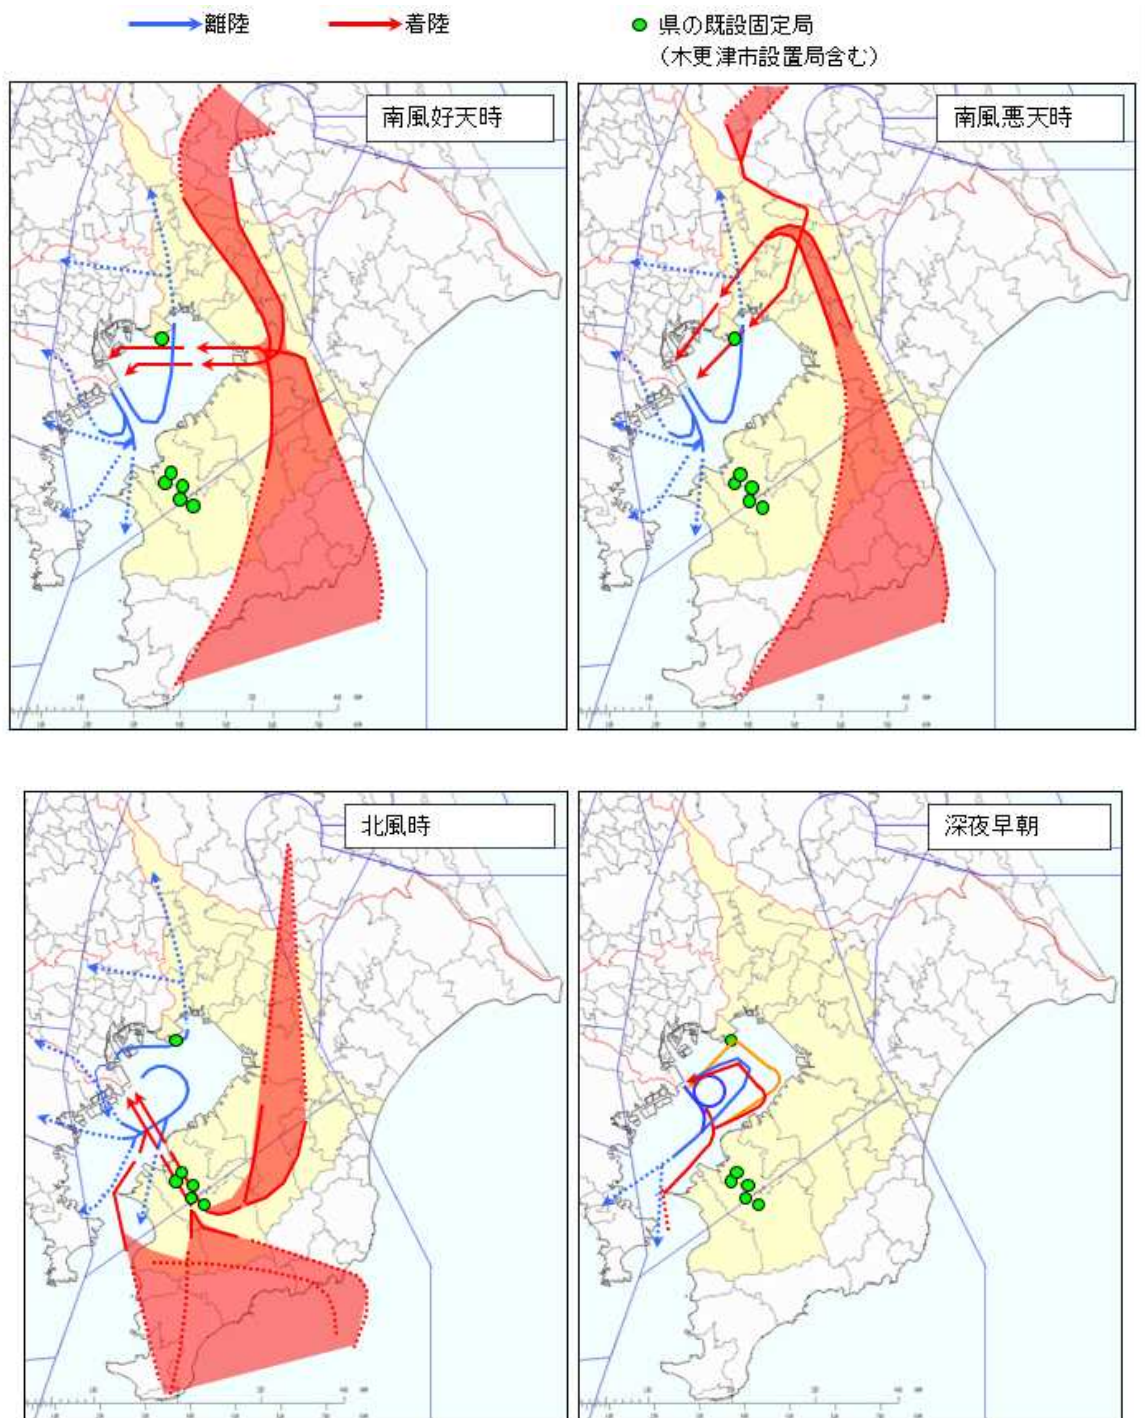 離陸
着陸
県の既設固定局
（木更津市設置局含む）
南風好天時
南風悪天時
北風時
深夜早朝